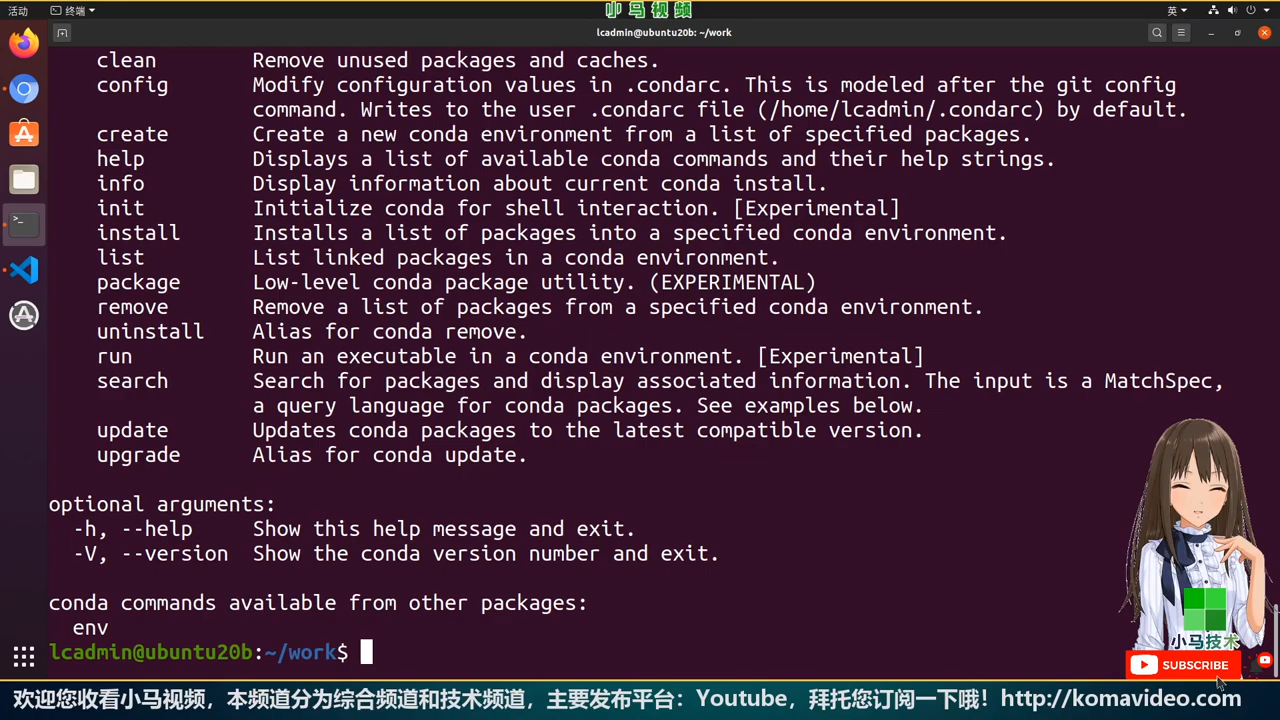 活动
终端
小马视频
英
lcadmin@ubuntu20b: ~/work
clean Remove unused packages and caches.
config Modify configuration values in .condarc. This is modeled after the git config
command. Writes to the user .condarc file (/home/lcadmin/.condarc) by default.
create Create a new conda environment from a list of specified packages.
help Displays a list of available conda commands and their help strings.
info Display information about current conda install.
init Initialize conda for shell interaction. [Experimental]
install Installs a list of packages into a specified conda environment.
list List linked packages in a conda environment.
package Low-level conda package utility. (EXPERIMENTAL)
remove Remove a list of packages from a specified conda environment.
uninstall Alias for conda remove.
run Run an executable in a conda environment. [Experimental]
search Search for packages and display associated information. The input is a MatchSpec,
a query language for conda packages. See examples below.
update Updates conda packages to the latest compatible version.
upgrade Alias for conda update.
optional arguments:
-h, --help Show this help message and exit.
-V, --version Show the conda version number and exit.
conda commands available from other packages:
env
lcadmin@ubuntu20b:~/work$
小马技术
SUBSCRIBE
欢迎您收看小马视频，本频道分为综合频道和技术频道，主要发布平台：Youtube，拜托您订阅一下哦！http://komavideo.com